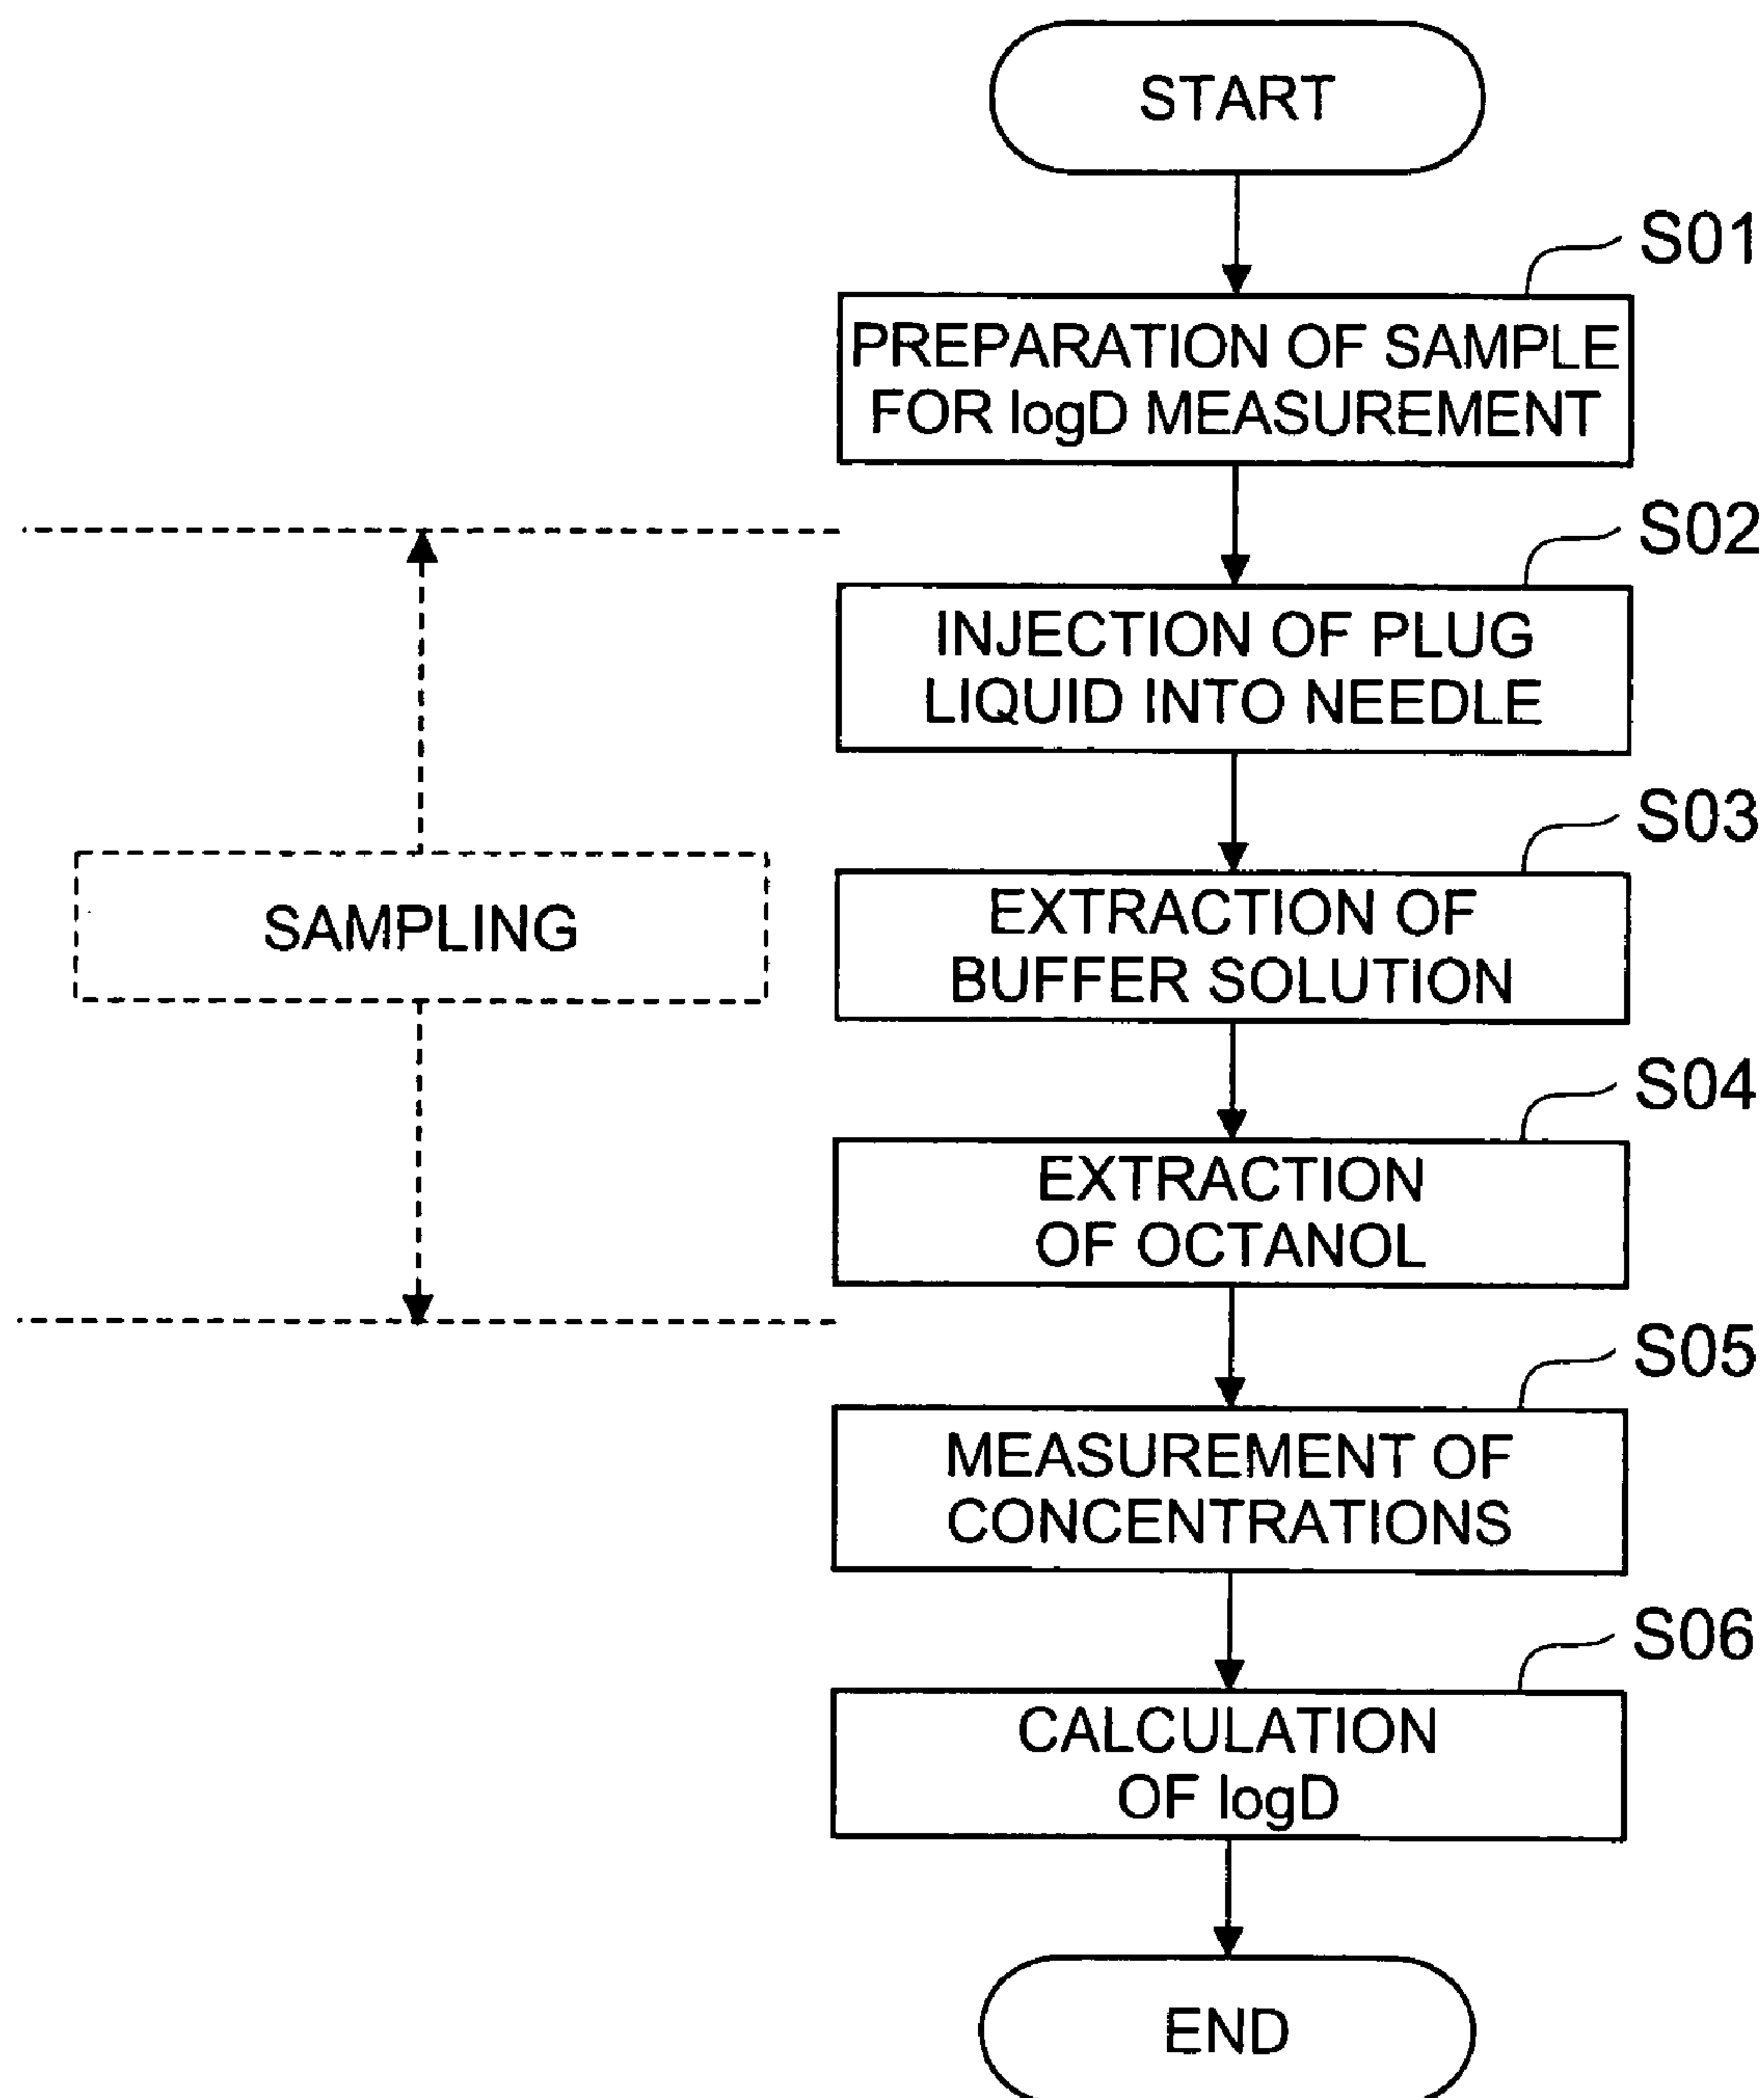 START
S01
PREPARATION OF SAMPLE
FOR logD MEASUREMENT
S02
INJECTION OF PLUG
LIQUID INTO NEEDLE
S03
SAMPLING
EXTRACTION OF
BUFFER SOLUTION
S04
EXTRACTION
OF OCTANOL
S05
MEASUREMENT OF
CONCENTRATIONS
S06
CALCULATION
OF logD
END